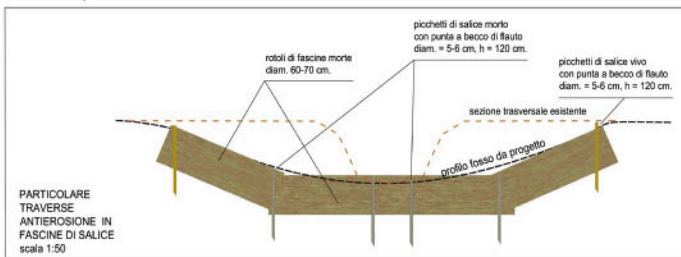 picchetti di salice morto
con punta a becco di flauto
diam. = 5-6 cm, h = 120 cm.
rotoli di fascine morte
diam. 60-70 cm.
picchetti di salice vivo
con punta a becco di flauto
diam. = 5-6 cm, h = 120 cm.
sezione trasversale esistente
profilo fosso da progetto
PARTICOLARE
TRAVERSE
ANTIEROSIONE IN
FASCINE DI SALICE
scala 1:50